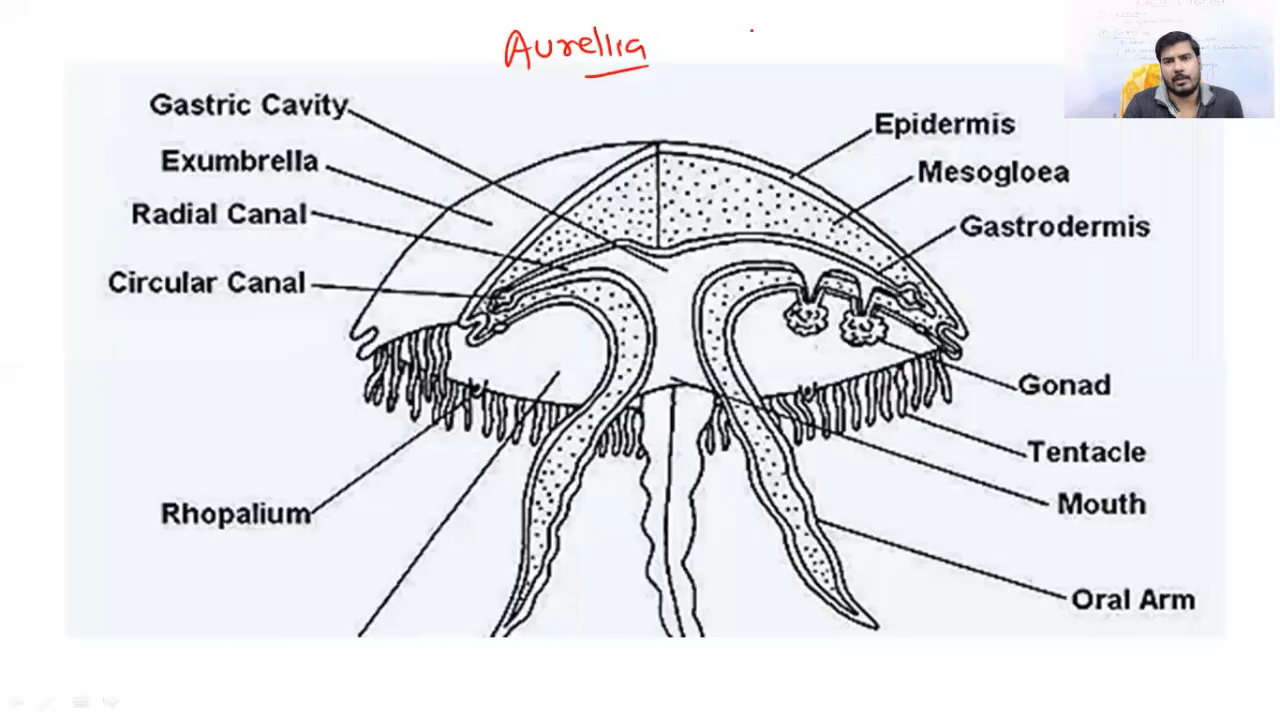 Aurellia
Gastric Cavity
Exumbrella
Radial Canal
Circular Canal
Rhopalium
Epidermis
Mesogloea
Gastrodermis
Gonad
Tentacle
Mouth
Oral Arm